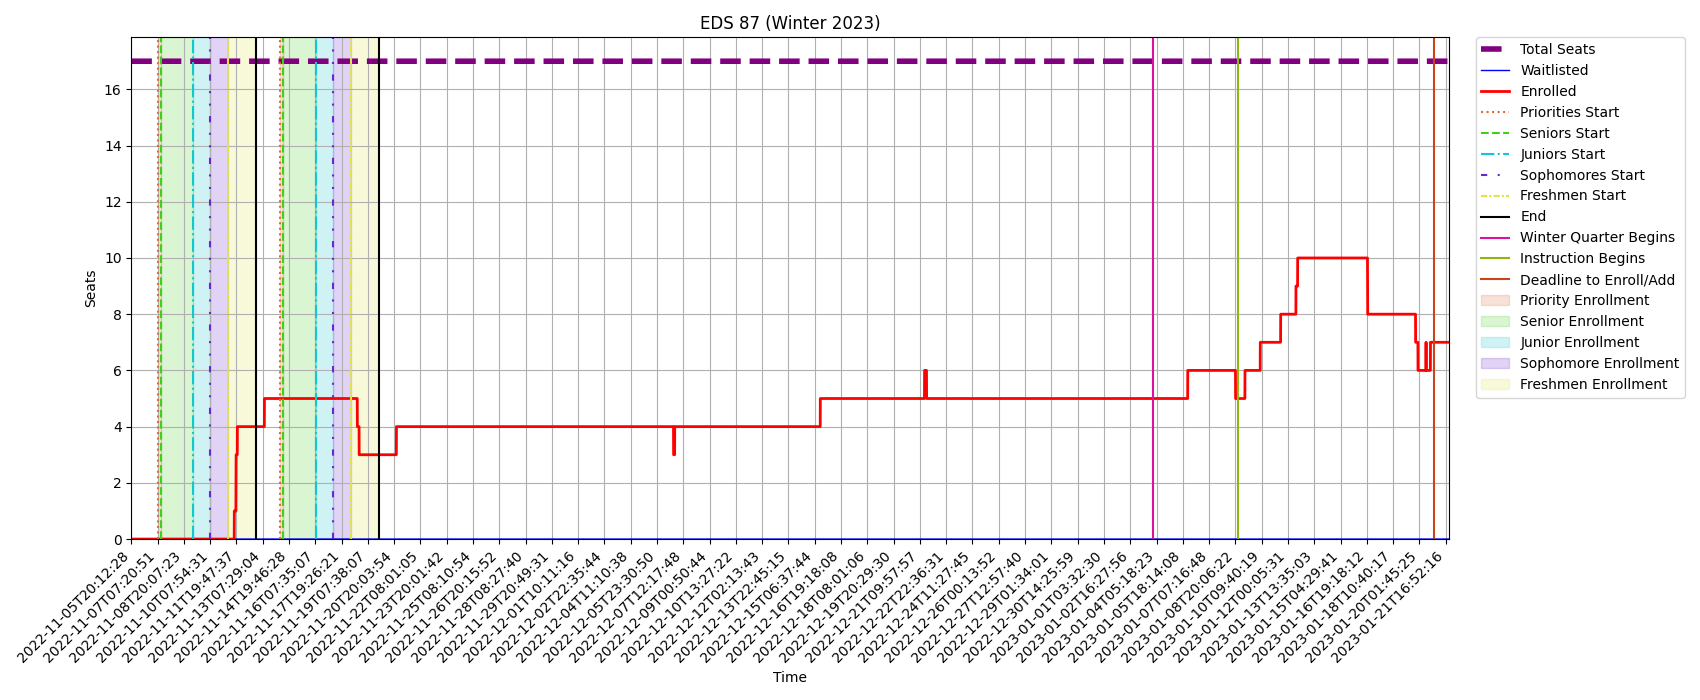 EDS 87 (Winter 2023)
Seats
16
14
12
10
8
6
4
2
0
2022-11-05T20:12:28
2022-11-07T07:20:51
2022-11-08T20:07:23
2022-11-10T07:54:31
2022-11-11T19:47:37
2022-11-13T07:29:04
2022-11-14T19:46:28
2022-11-16T07:35:07
2022-11-17T19:26:21
2022-11-19T07:38:07
2022-11-20T20:03:54
2022-11-22T08:01:05
2022-11-23T20:01:42
2022-11-25T08:10:54
2022-11-26T20:15:52
2022-11-28T08:27:40
2022-11-29T20:49:31
2022-12-01T10:11:16
2022-12-02T22:35:44
2022-12-04T11:10:38
2022-12-05T23:30:50
2022-12-07T12:17:48
2022-12-09T00:50:44
2022-12-10T13:27:22
2022-12-12T02:13:43
2022-12-13T22:45:15
2022-12-15T06:37:44
2022-12-16T19:18:08
2022-12-18T08:01:06
2022-12-19T20:29:30
2022-12-21T09:57:57
2022-12-22T22:36:31
2022-12-24T11:27:45
2022-12-26T00:13:52
2022-12-27T12:57:40
2022-12-29T01:34:01
2022-12-30T14:25:59
2023-01-01T03:32:30
2023-01-02T16:27:56
2023-01-04T05:18:23
2023-01-05T18:14:08
2023-01-07T07:16:48
2023-01-08T20:06:22
2023-01-10T09:40:19
2023-01-12T00:05:31
2023-01-13T13:35:03
2023-01-15T04:29:41
2023-01-16T19:18:12
2023-01-18T10:40:17
2023-01-20T01:45:25
2023-01-21T16:52:16
Time
Total Seats
Waitlisted
Enrolled
Priorities Start
Seniors Start
Juniors Start
Sophomores Start
Freshmen Start
End
Winter Quarter Begins
Instruction Begins
Deadline to Enroll/Add
Priority Enrollment
Senior Enrollment
Junior Enrollment
Sophomore Enrollment
Freshmen Enrollment